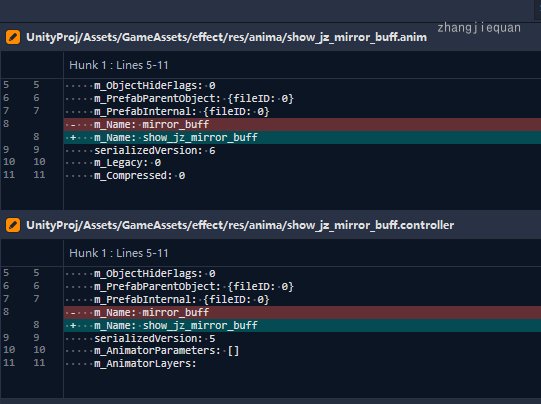 zhangjiequan
UnityProj/Assets/GameAssets/effect/res/anima/show_jz_mirror_buff.anim
Hunk 1 : Lines 5-11
5 5 m_ObjectHideFlags: 0
6 6 m_PrefabParentObject: {fileID: 0}
7 7 m_PrefabInternal: {fileID: 0}
8 - m_Name: mirror_buff
8 + m_Name: show_jz_mirror_buff
9 9 serializedVersion: 6
10 10 m_Legacy: 0
11 11 m_Compressed: 0
UnityProj/Assets/GameAssets/effect/res/anima/show_jz_mirror_buff.controller
Hunk 1 : Lines 5-11
5 5 m_ObjectHideFlags: 0
6 6 m_PrefabParentObject: {fileID: 0}
7 7 m_PrefabInternal: {fileID: 0}
8 - m_Name: mirror_buff
8 + m_Name: show_jz_mirror_buff
9 9 serializedVersion: 5
10 10 m_AnimatorParameters: []
11 11 m_AnimatorLayers: